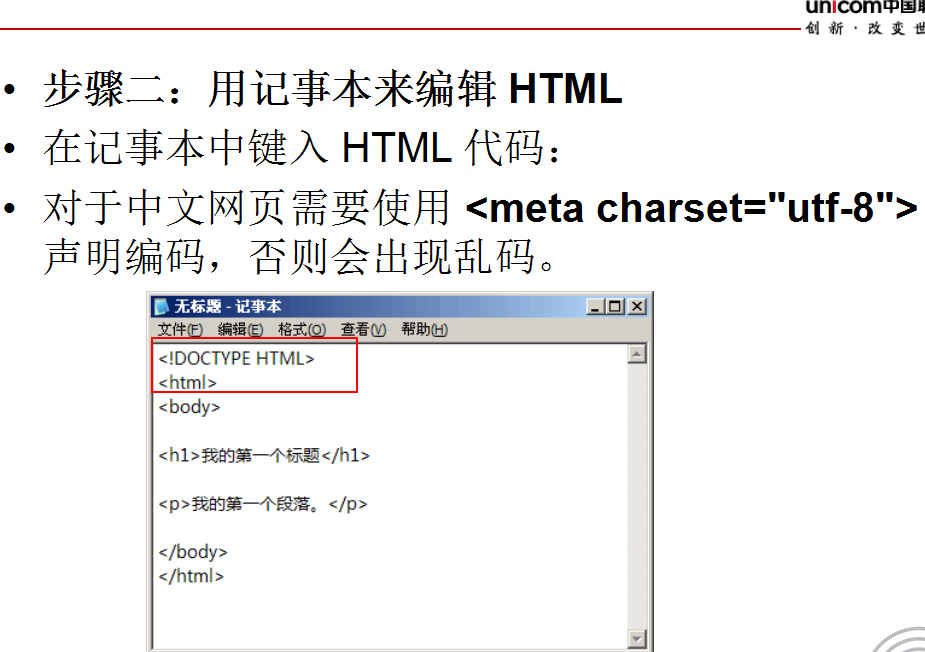 unicom中国
创新·改变世
• 步骤二：用记事本来编辑 HTML
• 在记事本中键入 HTML 代码：
• 对于中文网页需要使用 <meta charset="utf-8">
声明编码，否则会出现乱码。
无标题 - 记事本
文件(F) 编辑(E) 格式(O) 查看(V) 帮助(H)
<!DOCTYPE HTML>
<html>
<body>
<h1>我的第一个标题</h1>
<p>我的第一个段落。</p>
</body>
</html>